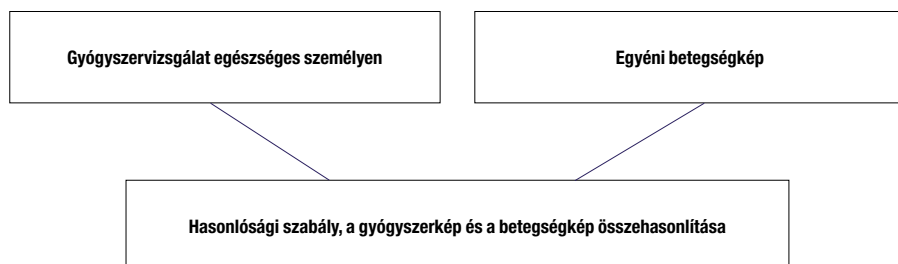 Gyógyszervizsgálat egészséges személyen
Egyéni betegségkép
Hasonlósági szabály, a gyógyszerkép és a betegségkép összehasonlítása